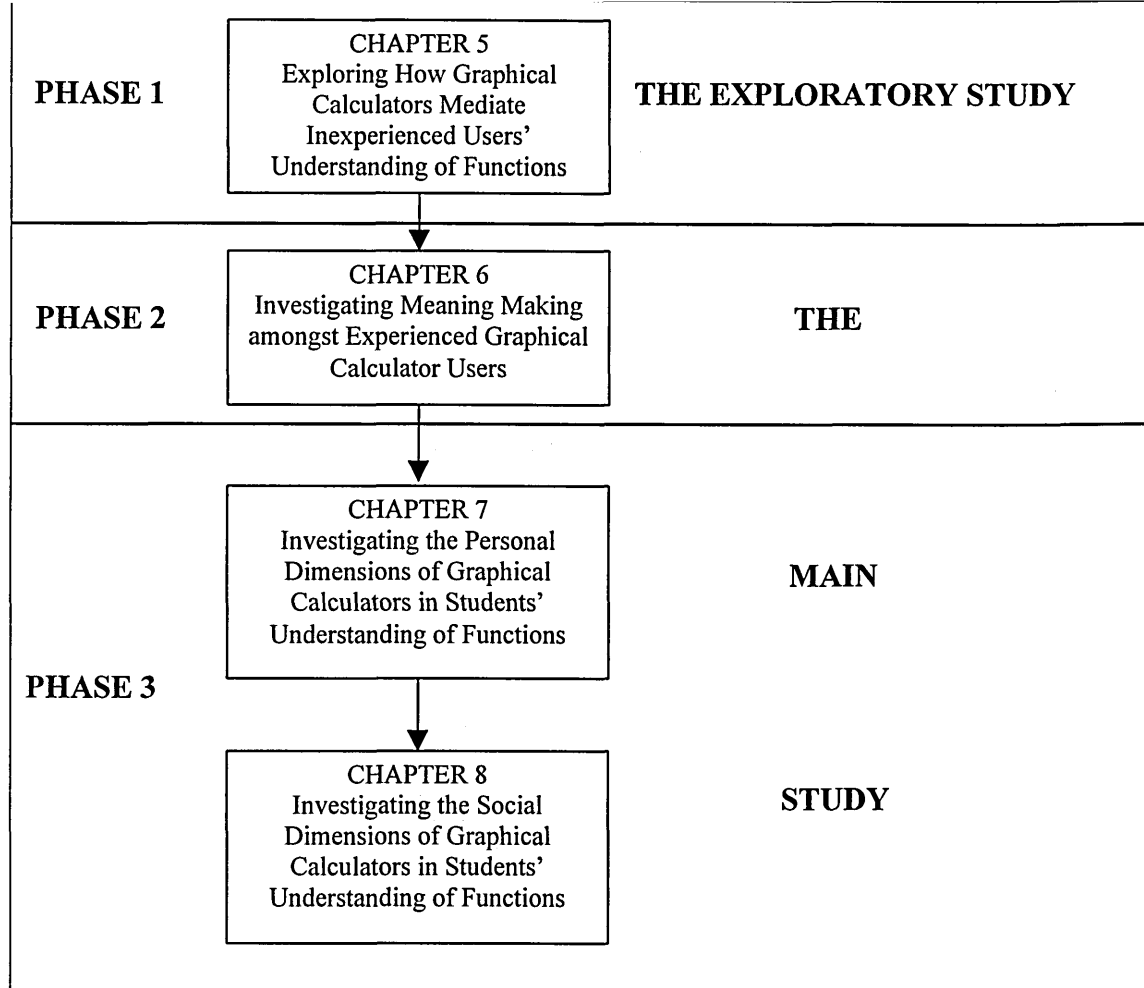 PHASE 1
CHAPTER 5
Exploring How Graphical
Calculators Mediate
Inexperienced Users’
Understanding of Functions
THE EXPLORATORY STUDY
PHASE 2
CHAPTER 6
Investigating Meaning Making
amongst Experienced Graphical
Calculator Users
THE
PHASE 3
CHAPTER 7
Investigating the Personal
Dimensions of Graphical
Calculators in Students’
Understanding of Functions
MAIN
CHAPTER 8
Investigating the Social
Dimensions of Graphical
Calculators in Students’
Understanding of Functions
STUDY